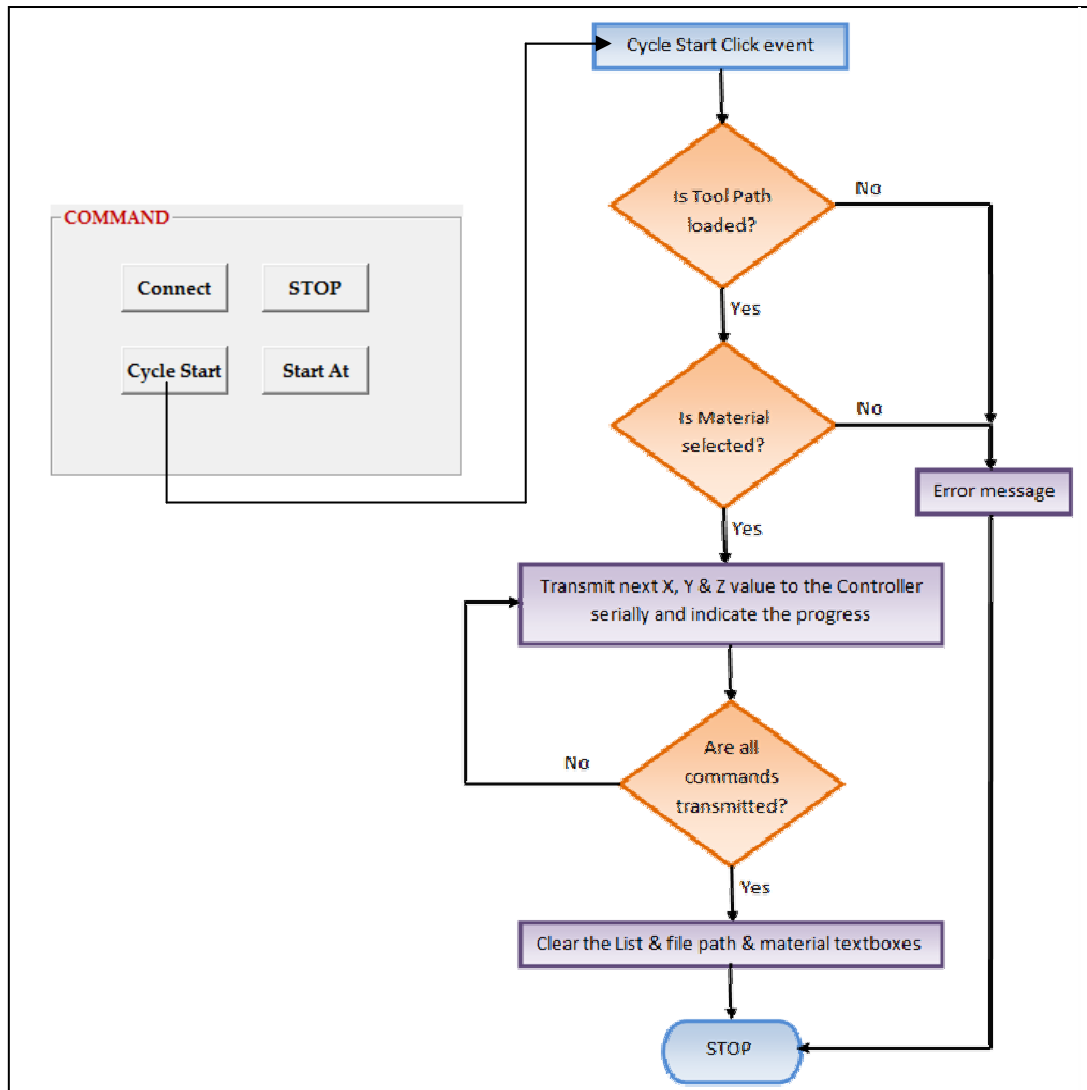 Cycle Start Click event
Is Tool Path
loaded?
No
Yes
COMMAND
Connect
STOP
Cycle Start
Start At
Is Material
selected?
No
Yes
Error message
Transmit next X, Y & Z value to the Controller
serially and indicate the progress
Are all
commands
transmitted?
No
Yes
Clear the List & file path & material textboxes
STOP